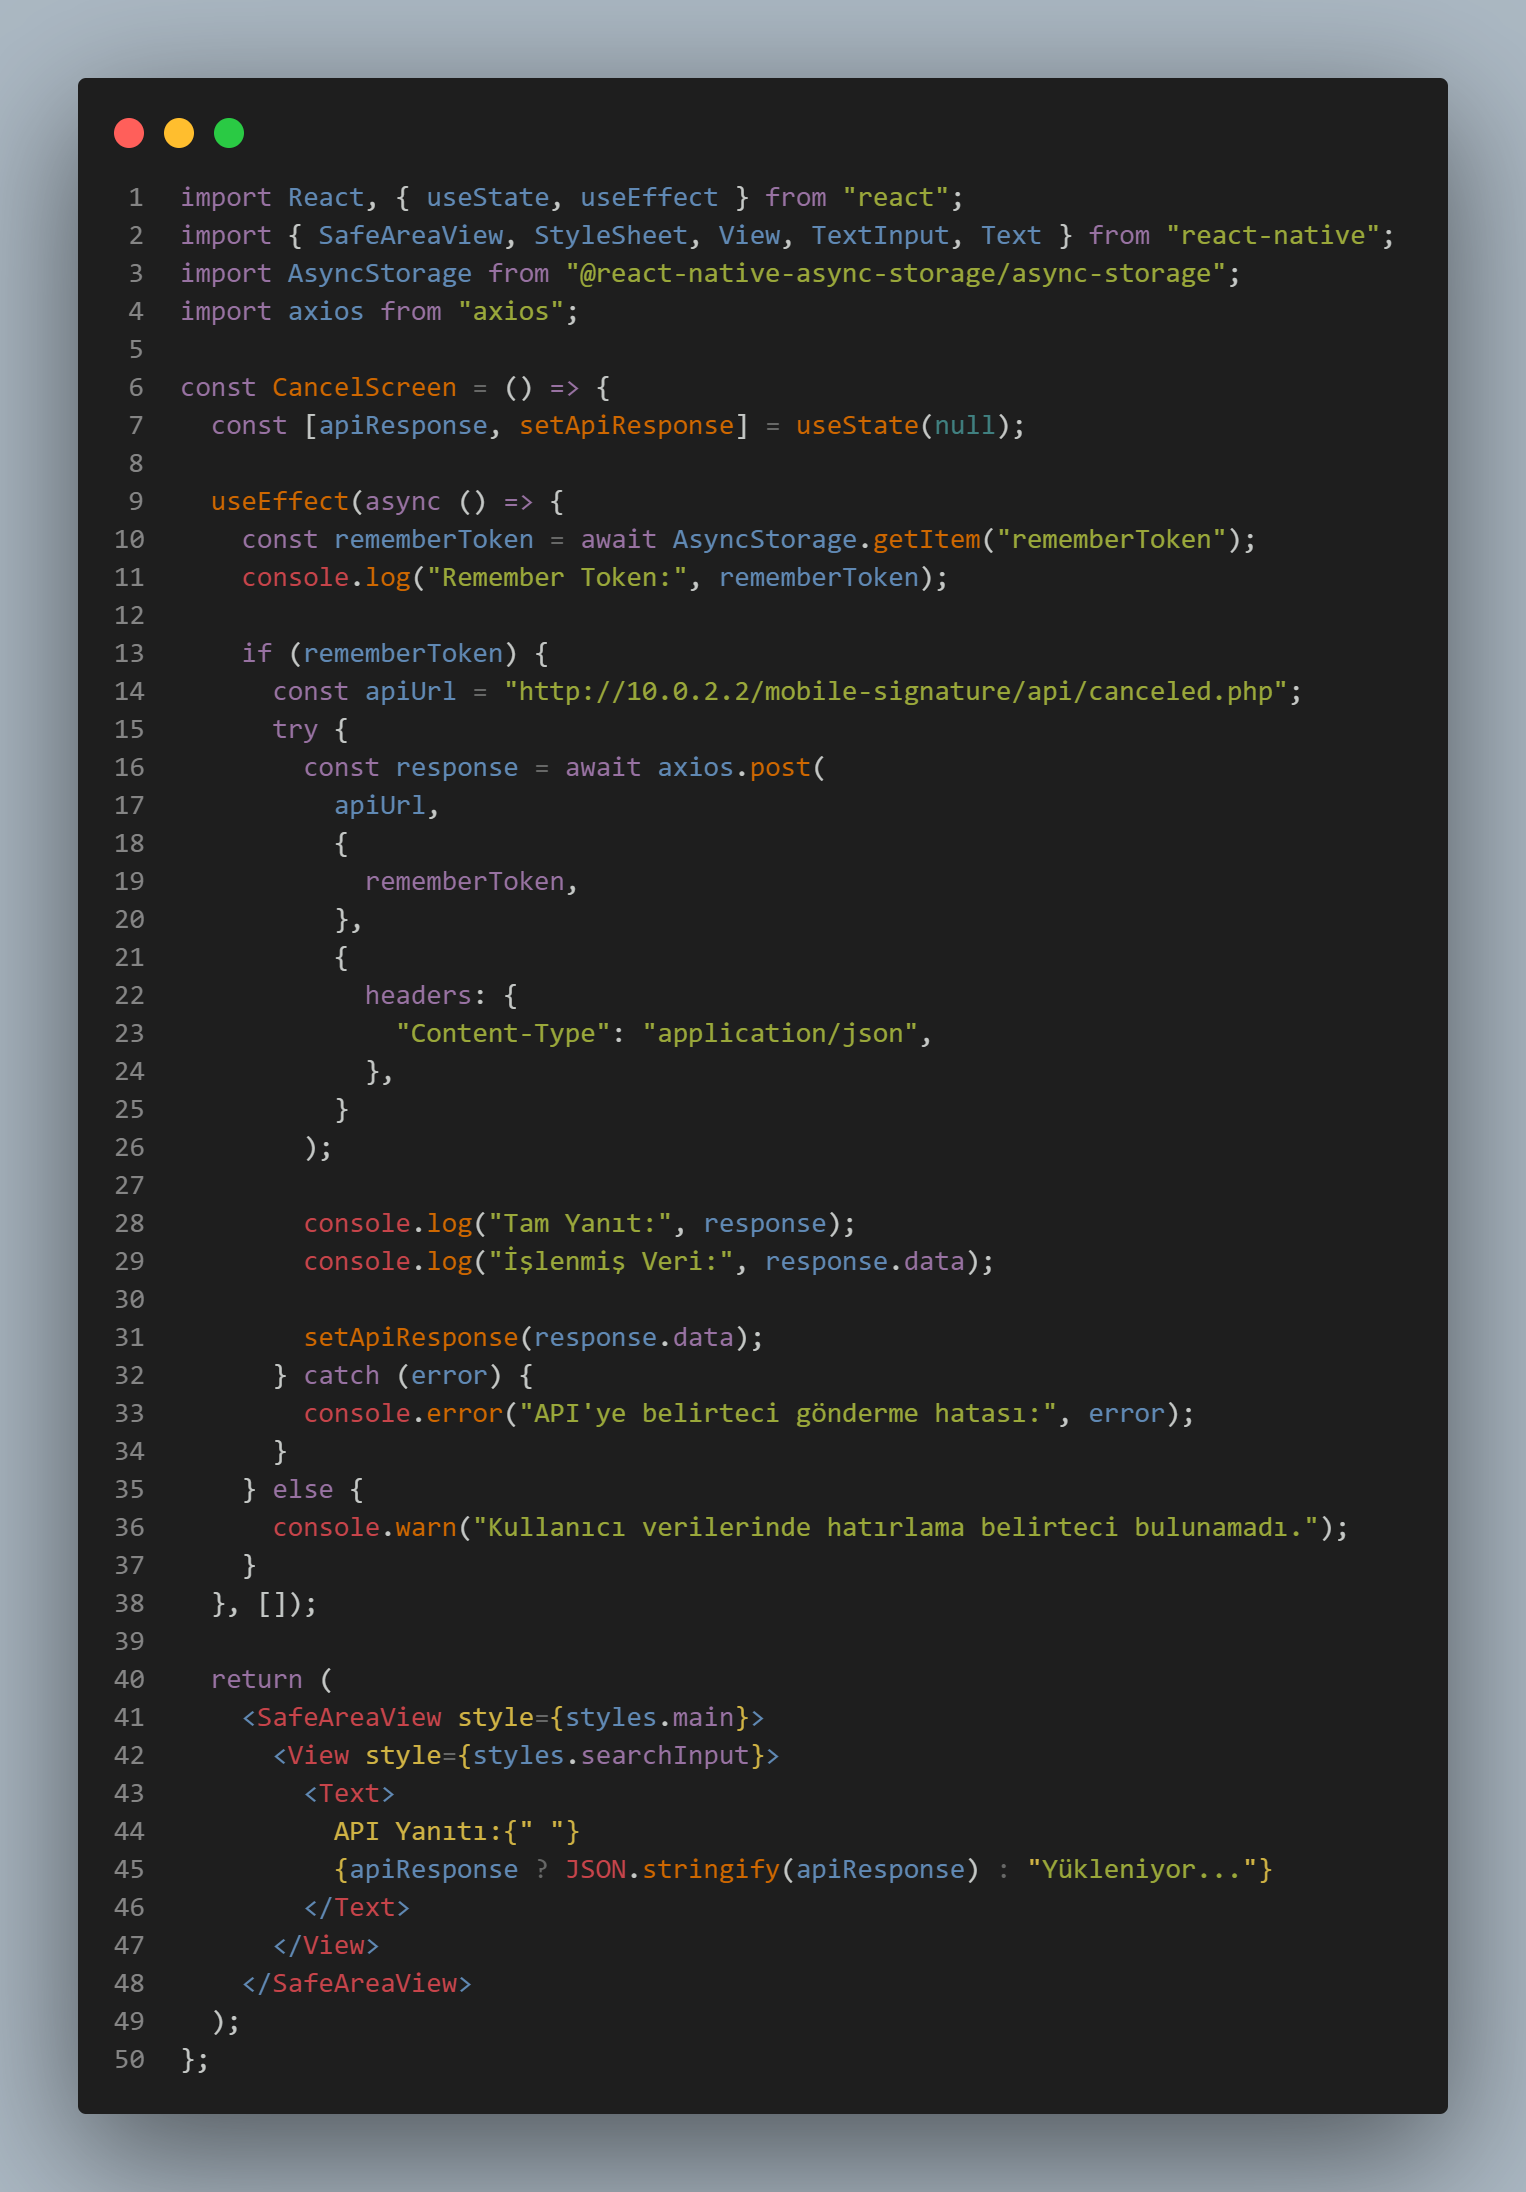 1 import React, { useState, useEffect } from "react";
2 import { SafeAreaView, StyleSheet, View, TextInput, Text } from "react-native";
3 import AsyncStorage from "@react-native-async-storage/async-storage";
4 import axios from "axios";
5
6 const CancelScreen = () => {
7   const [apiResponse, setApiResponse] = useState(null);
8
9   useEffect(async () => {
10     const rememberToken = await AsyncStorage.getItem("rememberToken");
11     console.log("Remember Token:", rememberToken);
12
13     if (rememberToken) {
14       const apiUrl = "http://10.0.2.2/mobile-signature/api/canceled.php";
15       try {
16         const response = await axios.post(
17           apiUrl,
18           {
19             rememberToken,
20           },
21           {
22             headers: {
23               "Content-Type": "application/json",
24             },
25           }
26         );
27
28         console.log("Tam Yanıt:", response);
29         console.log("İşlenmiş Veri:", response.data);
30
31         setApiResponse(response.data);
32       } catch (error) {
33         console.error("API'ye belirteci gönderme hatası:", error);
34       }
35     } else {
36       console.warn("Kullanıcı verilerinde hatırlama belirteci bulunamadı.");
37     }
38   }, []);
39
40   return (
41     <SafeAreaView style={styles.main}>
42       <View style={styles.searchInput}>
43         <Text>
44           API Yanıtı:{" "}
45           {apiResponse ? JSON.stringify(apiResponse) : "Yükleniyor..."}
46         </Text>
47       </View>
48     </SafeAreaView>
49   );
50 };